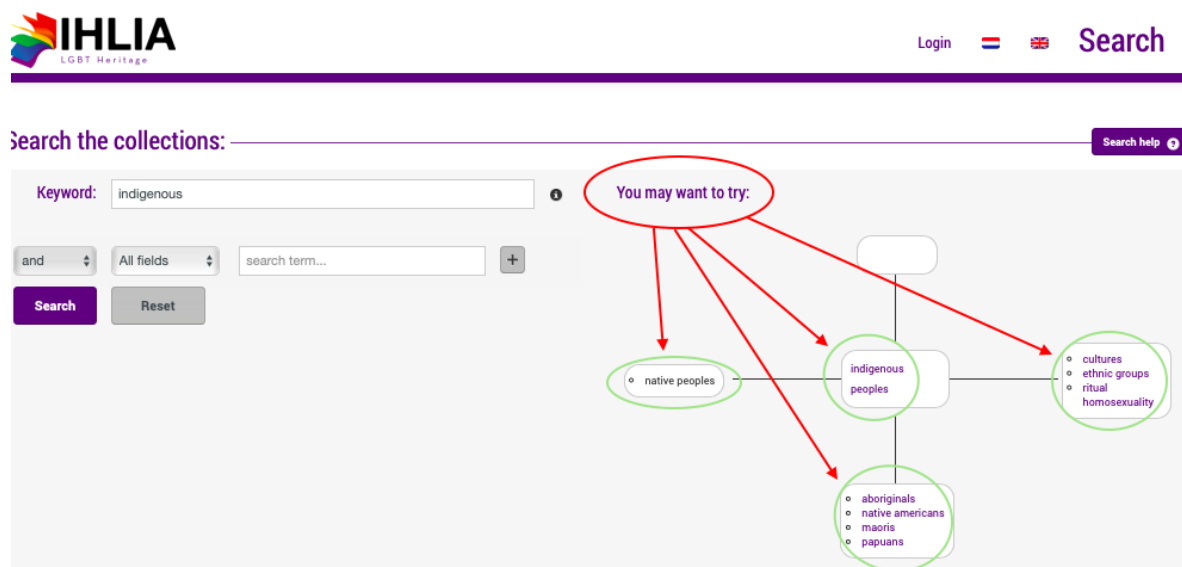 IHLIA
LGBT Heritage
Login
Search
Search the collections:
Search help ?
Keyword:
indigenous
You may want to try:
and
All fields
search term...
+
Search
Reset
native peoples
indigenous
peoples
cultures
ethnic groups
ritual
homosexuality
aboriginals
native americans
maoris
papuans